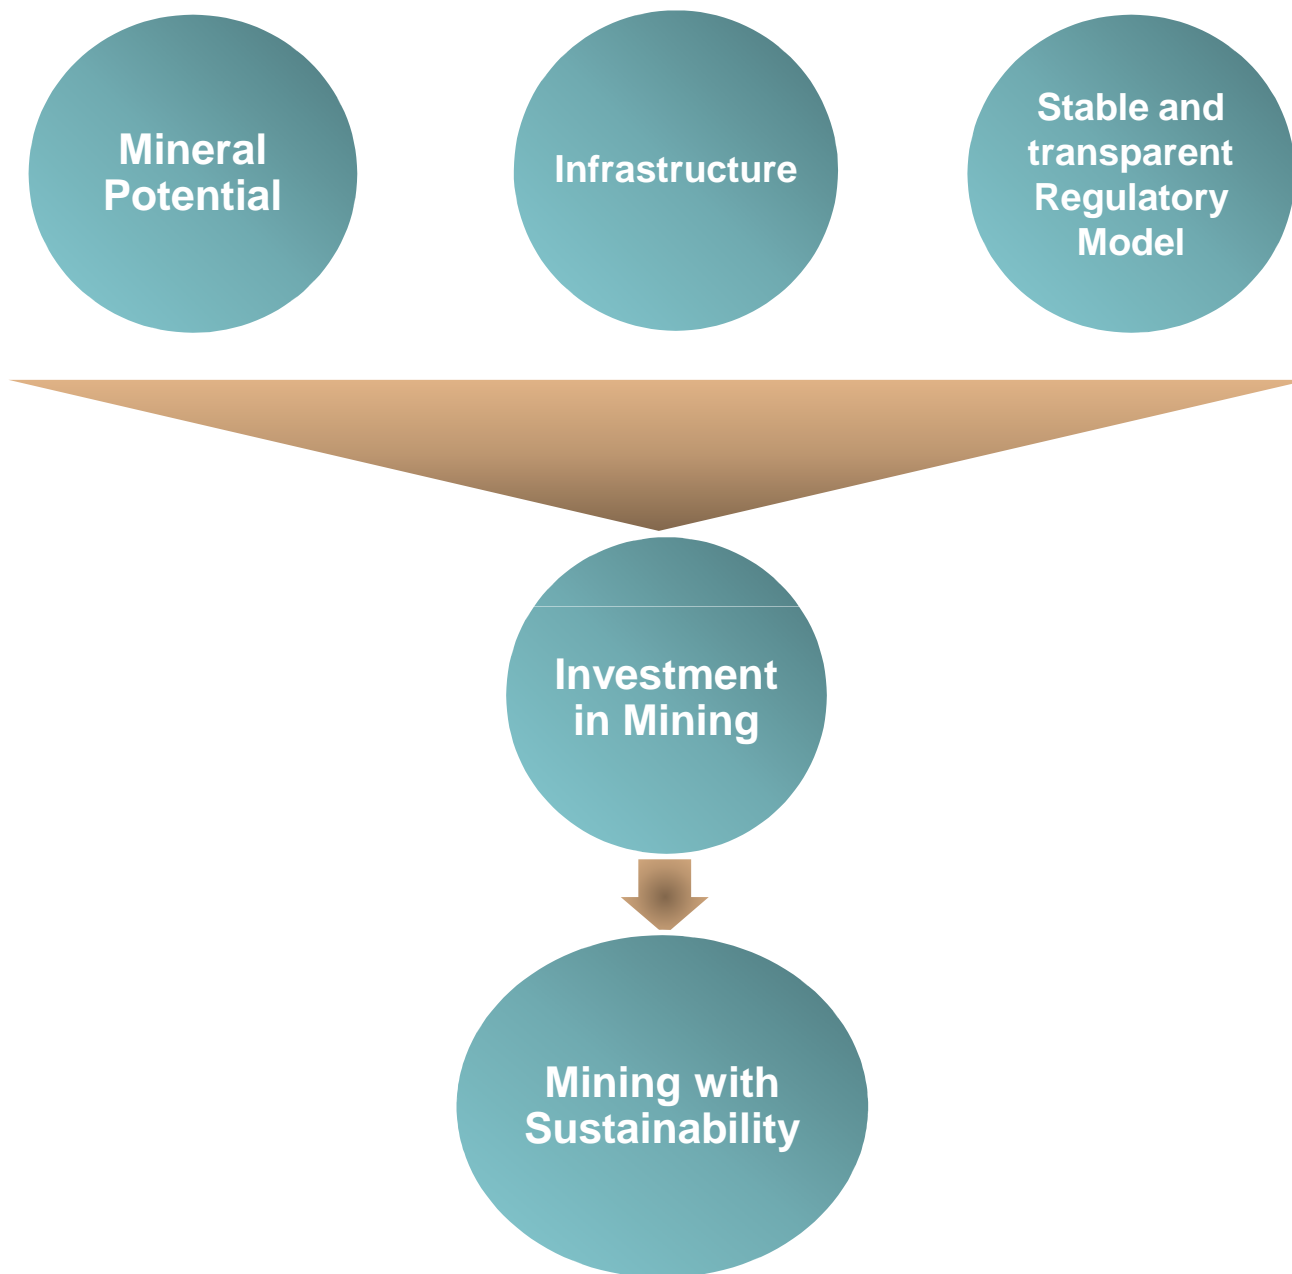 Mineral
Potential
Infrastructure
Stable and
transparent
Regulatory
Model
Investment
in Mining
Mining with
Sustainability